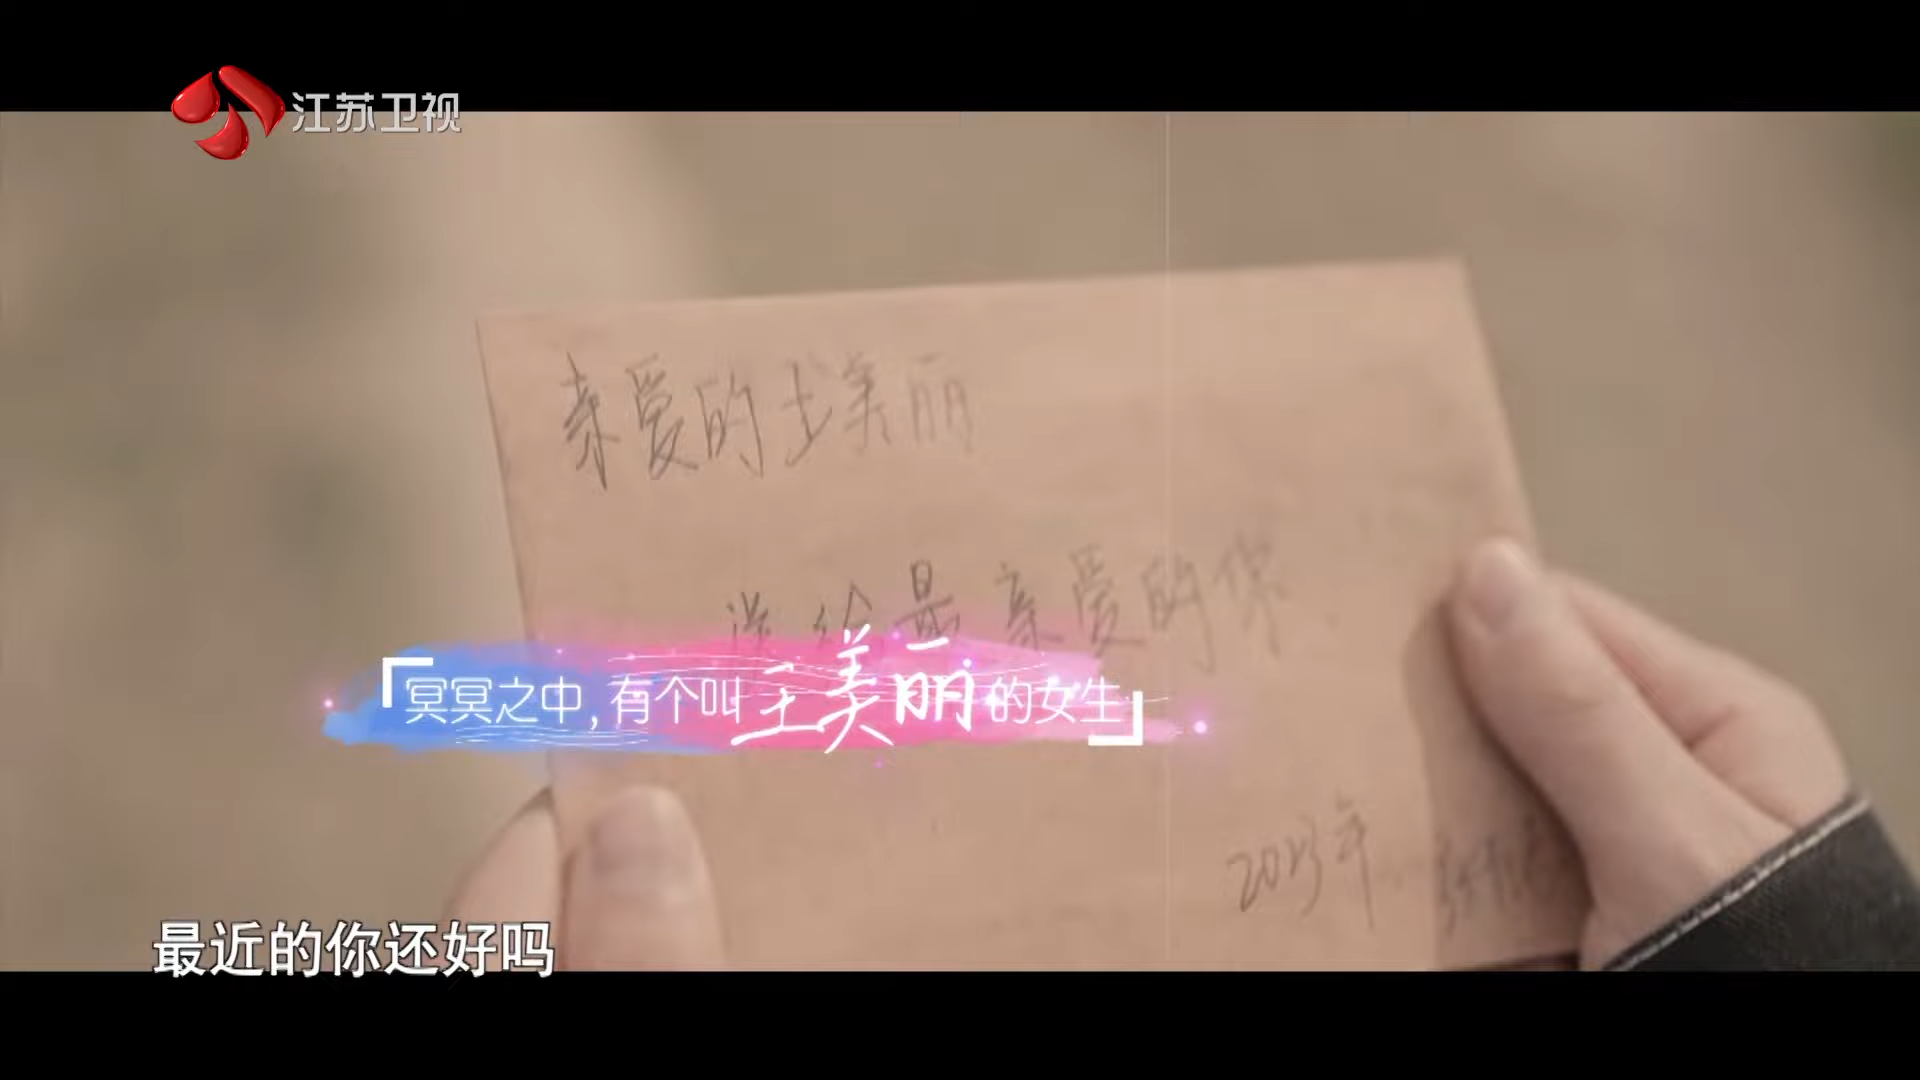 江苏卫视
亲爱的王美丽
送给最亲爱的你
「冥冥之中,有个叫王美丽的女生」
2013年
最近的你还好吗